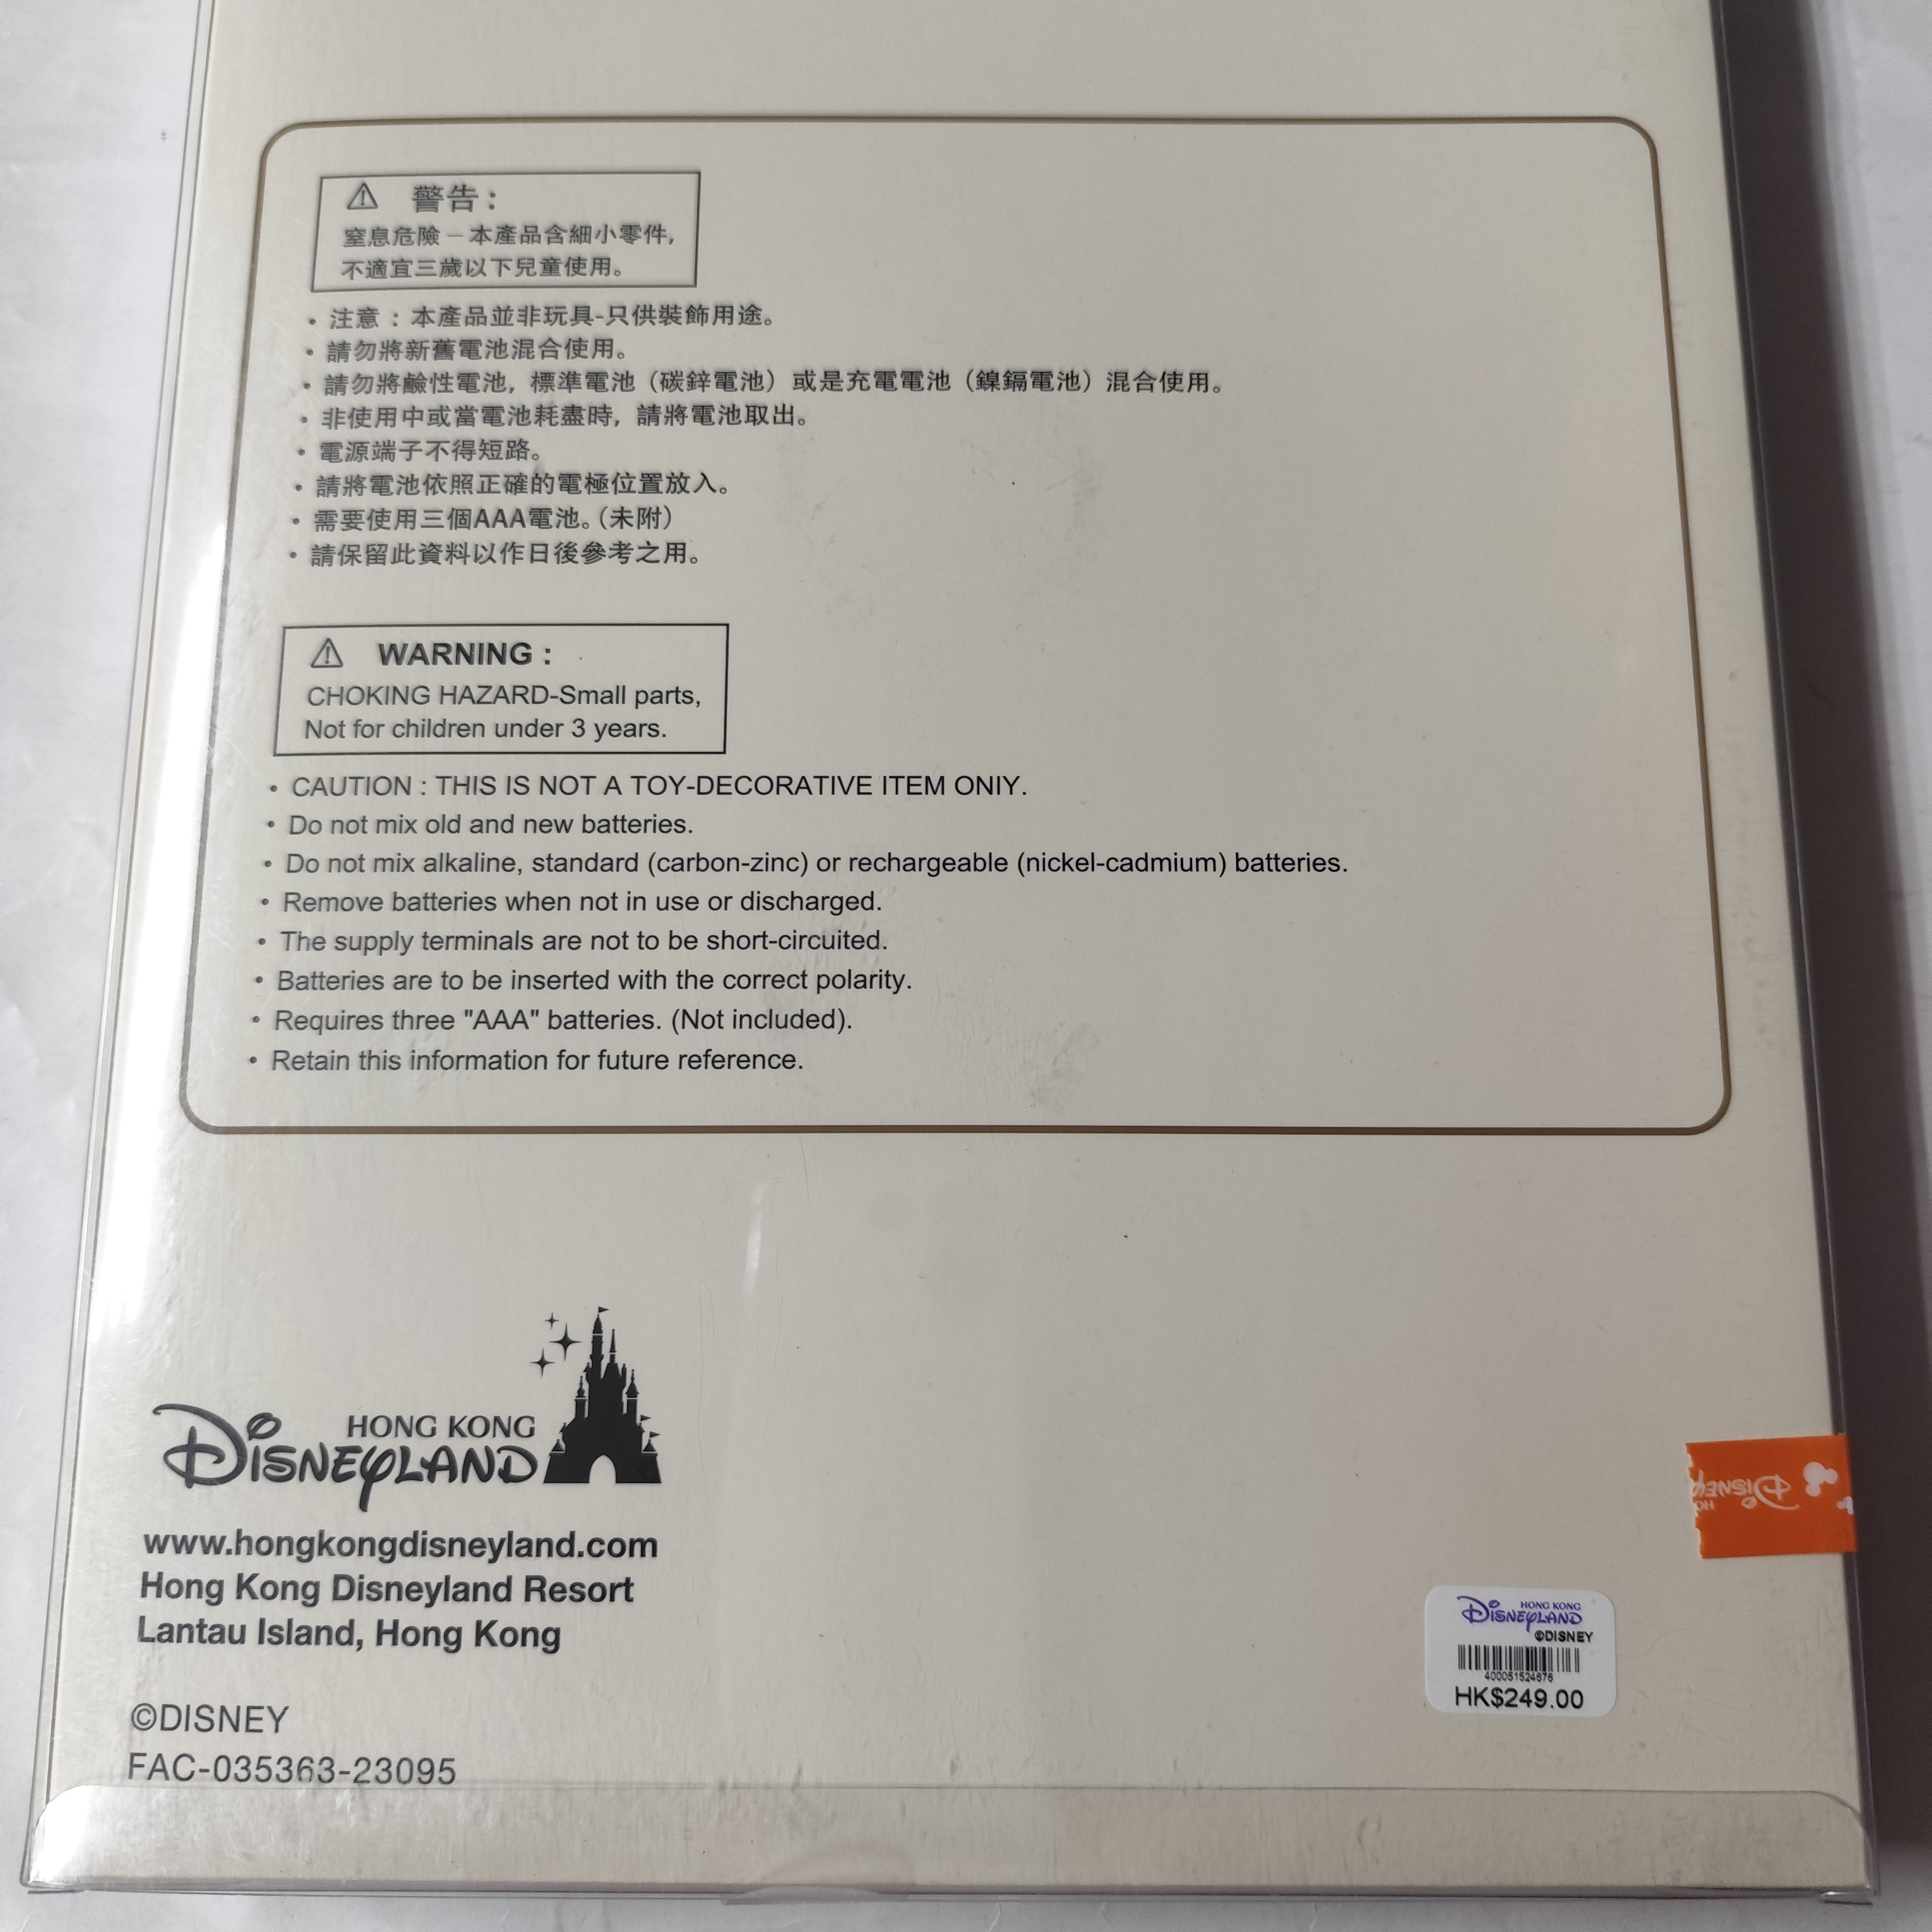 ⚠ 警告：
窒息危險－本產品含細小零件，
不適宜三歲以下兒童使用。
• 注意：本產品並非玩具-只供裝飾用途。
• 請勿將新舊電池混合使用。
• 請勿將鹼性電池，標準電池（碳鋅電池）或是充電電池（鎳鎘電池）混合使用。
• 非使用中或當電池耗盡時，請將電池取出。
• 電源端子不得短路。
• 請將電池依照正確的電極位置放入。
• 需要使用三個AAA電池。（未附）
• 請保留此資料以作日後參考之用。
⚠ WARNING :
CHOKING HAZARD-Small parts,
Not for children under 3 years.
• CAUTION : THIS IS NOT A TOY-DECORATIVE ITEM ONIY.
• Do not mix old and new batteries.
• Do not mix alkaline, standard (carbon-zinc) or rechargeable (nickel-cadmium) batteries.
• Remove batteries when not in use or discharged.
• The supply terminals are not to be short-circuited.
• Batteries are to be inserted with the correct polarity.
• Requires three "AAA" batteries. (Not included).
• Retain this information for future reference.
HONG KONG
DISNEYLAND
www.hongkongdisneyland.com
Hong Kong Disneyland Resort
Lantau Island, Hong Kong
©DISNEY
FAC-035363-23095
HONG KONG
DISNEYLAND
©DISNEY
400051524876
HK$249.00